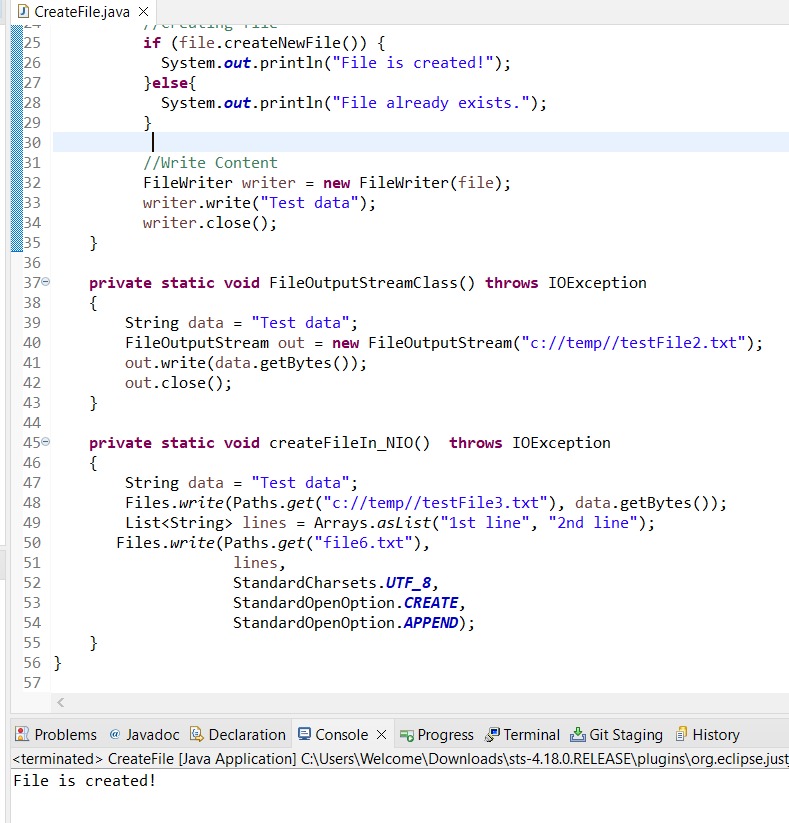 CreateFile.java
24 //creating file
25 if (file.createNewFile()) {
26 System.out.println("File is created!");
27 }else{
28 System.out.println("File already exists.");
29 }
30
31 //Write Content
32 FileWriter writer = new FileWriter(file);
33 writer.write("Test data");
34 writer.close();
35 }
36
37 private static void FileOutputStreamClass() throws IOException
38 {
39 String data = "Test data";
40 FileOutputStream out = new FileOutputStream("c://temp//testFile2.txt");
41 out.write(data.getBytes());
42 out.close();
43 }
44
45 private static void createFileIn_NIO()  throws IOException
46 {
47 String data = "Test data";
48 Files.write(Paths.get("c://temp//testFile3.txt"), data.getBytes());
49 List<String> lines = Arrays.asList("1st line", "2nd line");
50 Files.write(Paths.get("file6.txt"),
51 lines,
52 StandardCharsets.UTF_8,
53 StandardOpenOption.CREATE,
54 StandardOpenOption.APPEND);
55 }
56 }
57
Problems @ Javadoc Declaration Console Progress Terminal Git Staging History
<terminated> CreateFile [Java Application] C:\Users\Welcome\Downloads\sts-4.18.0.RELEASE\plugins\org.eclipse.just
File is created!